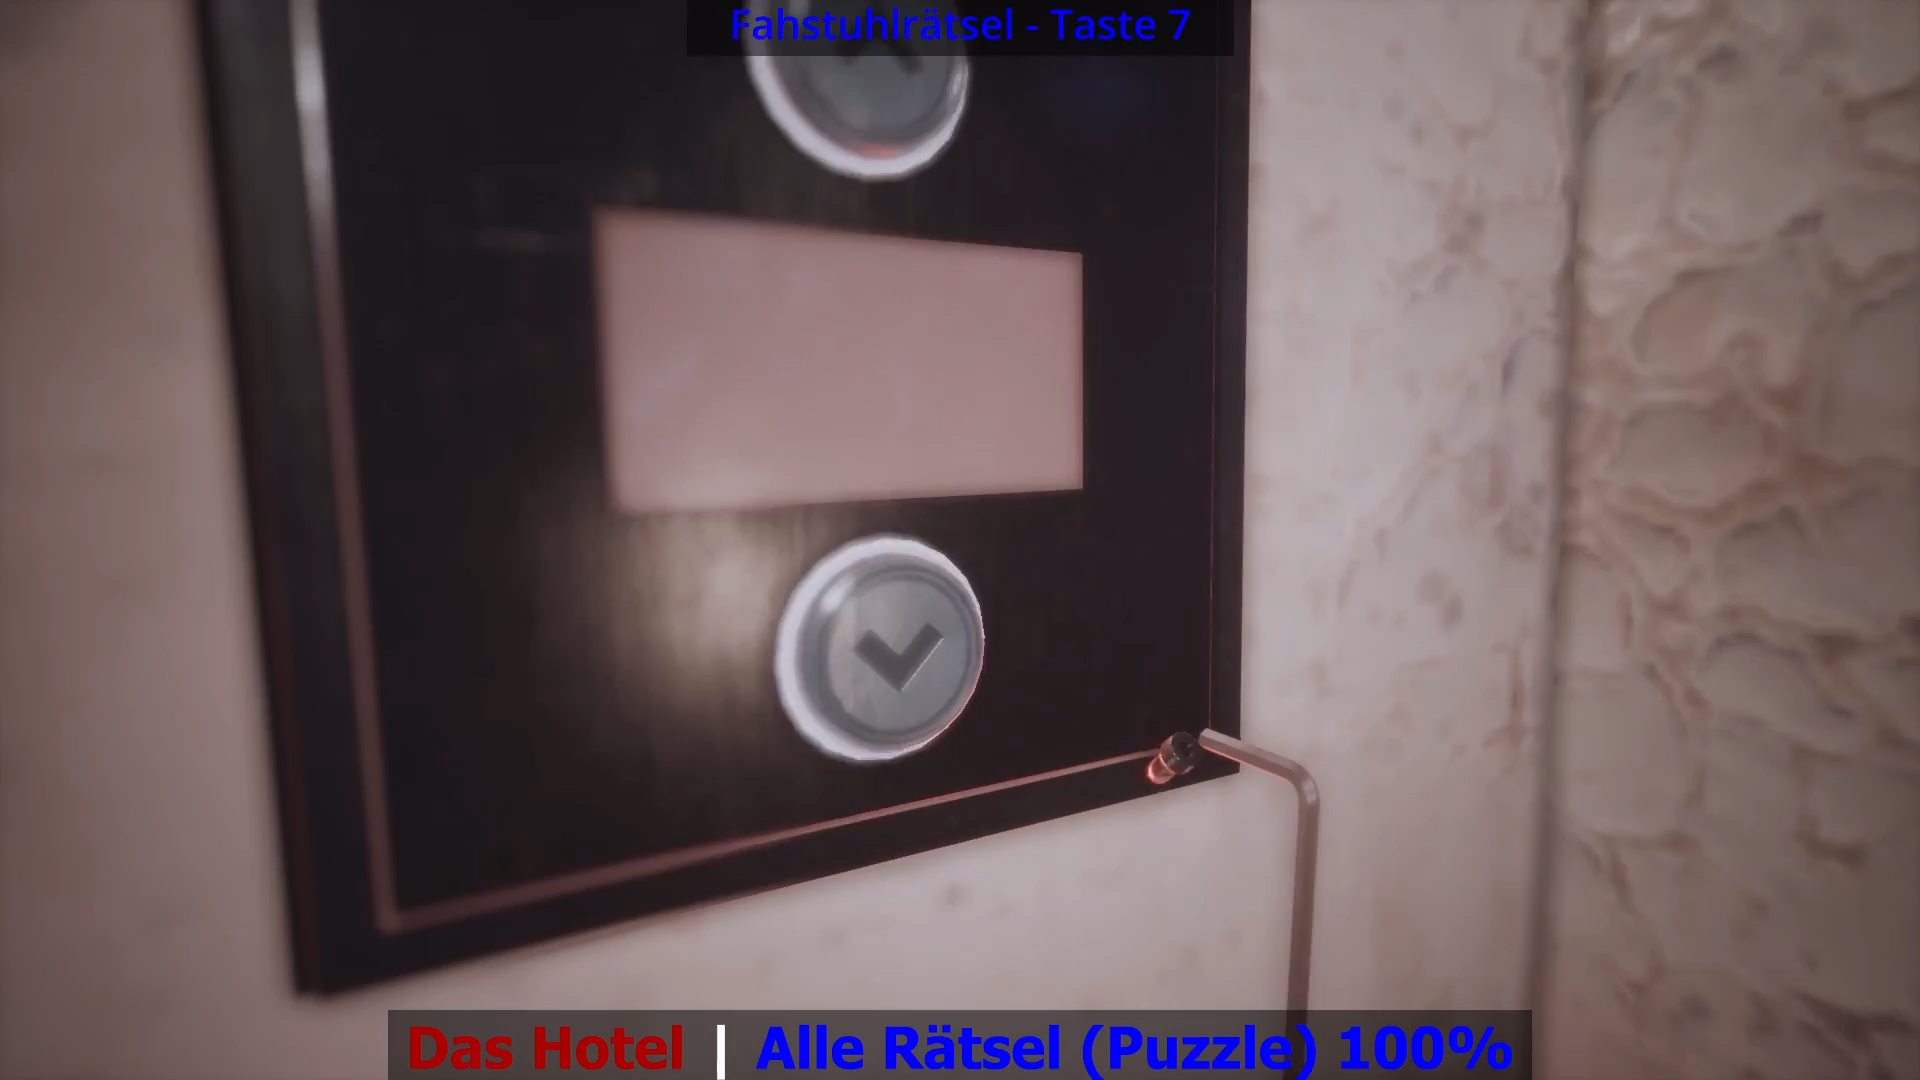 Fahstuhlrätsel - Taste 7
Das Hotel | Alle Rätsel (Puzzle) 100%